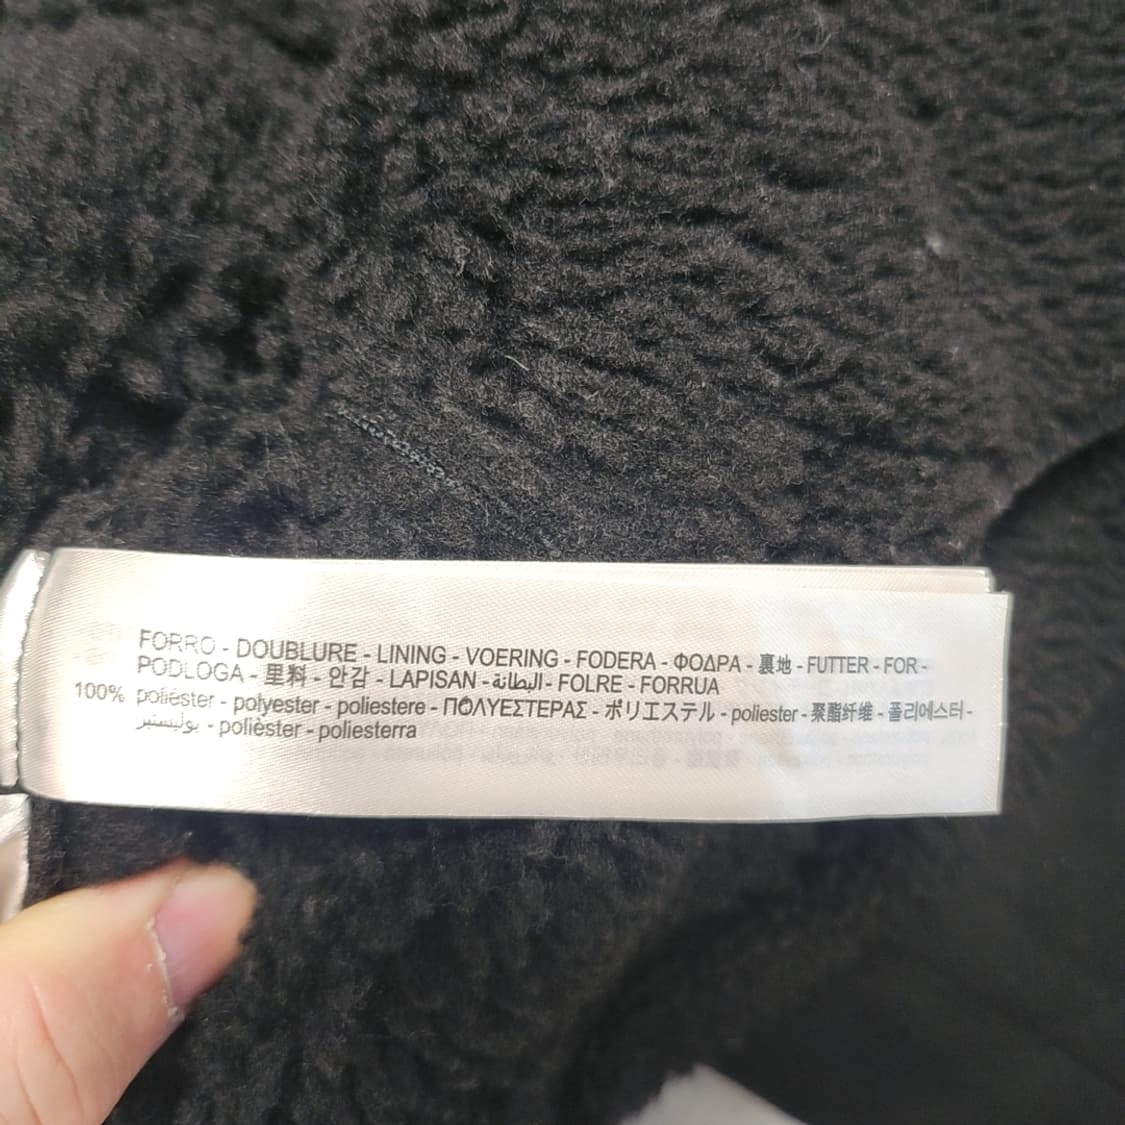 FORRO - DOUBLURE - LINING - VOERING - FODERA - ΦΟΔΡΑ - 裏地 - FUTTER - FOR -
PODLOGA - 里料 - 안감 - LAPISAN - البطانة - FOLRE - FORRUA
100% poliéster - polyester - poliestere - ΠΟΛΥΕΣΤΕΡΑΣ - ポリエステル - poliester - 聚酯纤维 - 폴리에스터 -
بوليستير - polièster - poliesterra